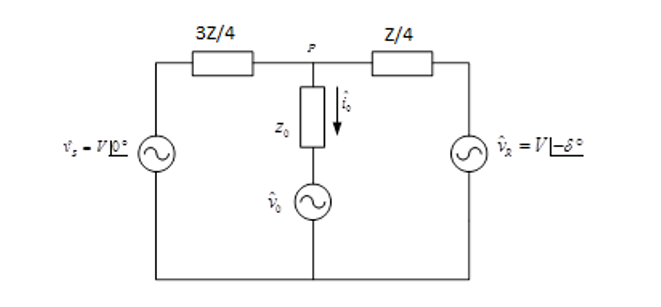 3Z/4
P
Z/4
î₀
z₀
v̂ₛ = V∠0°
v̂_R = V∠−δ°
v̂₀